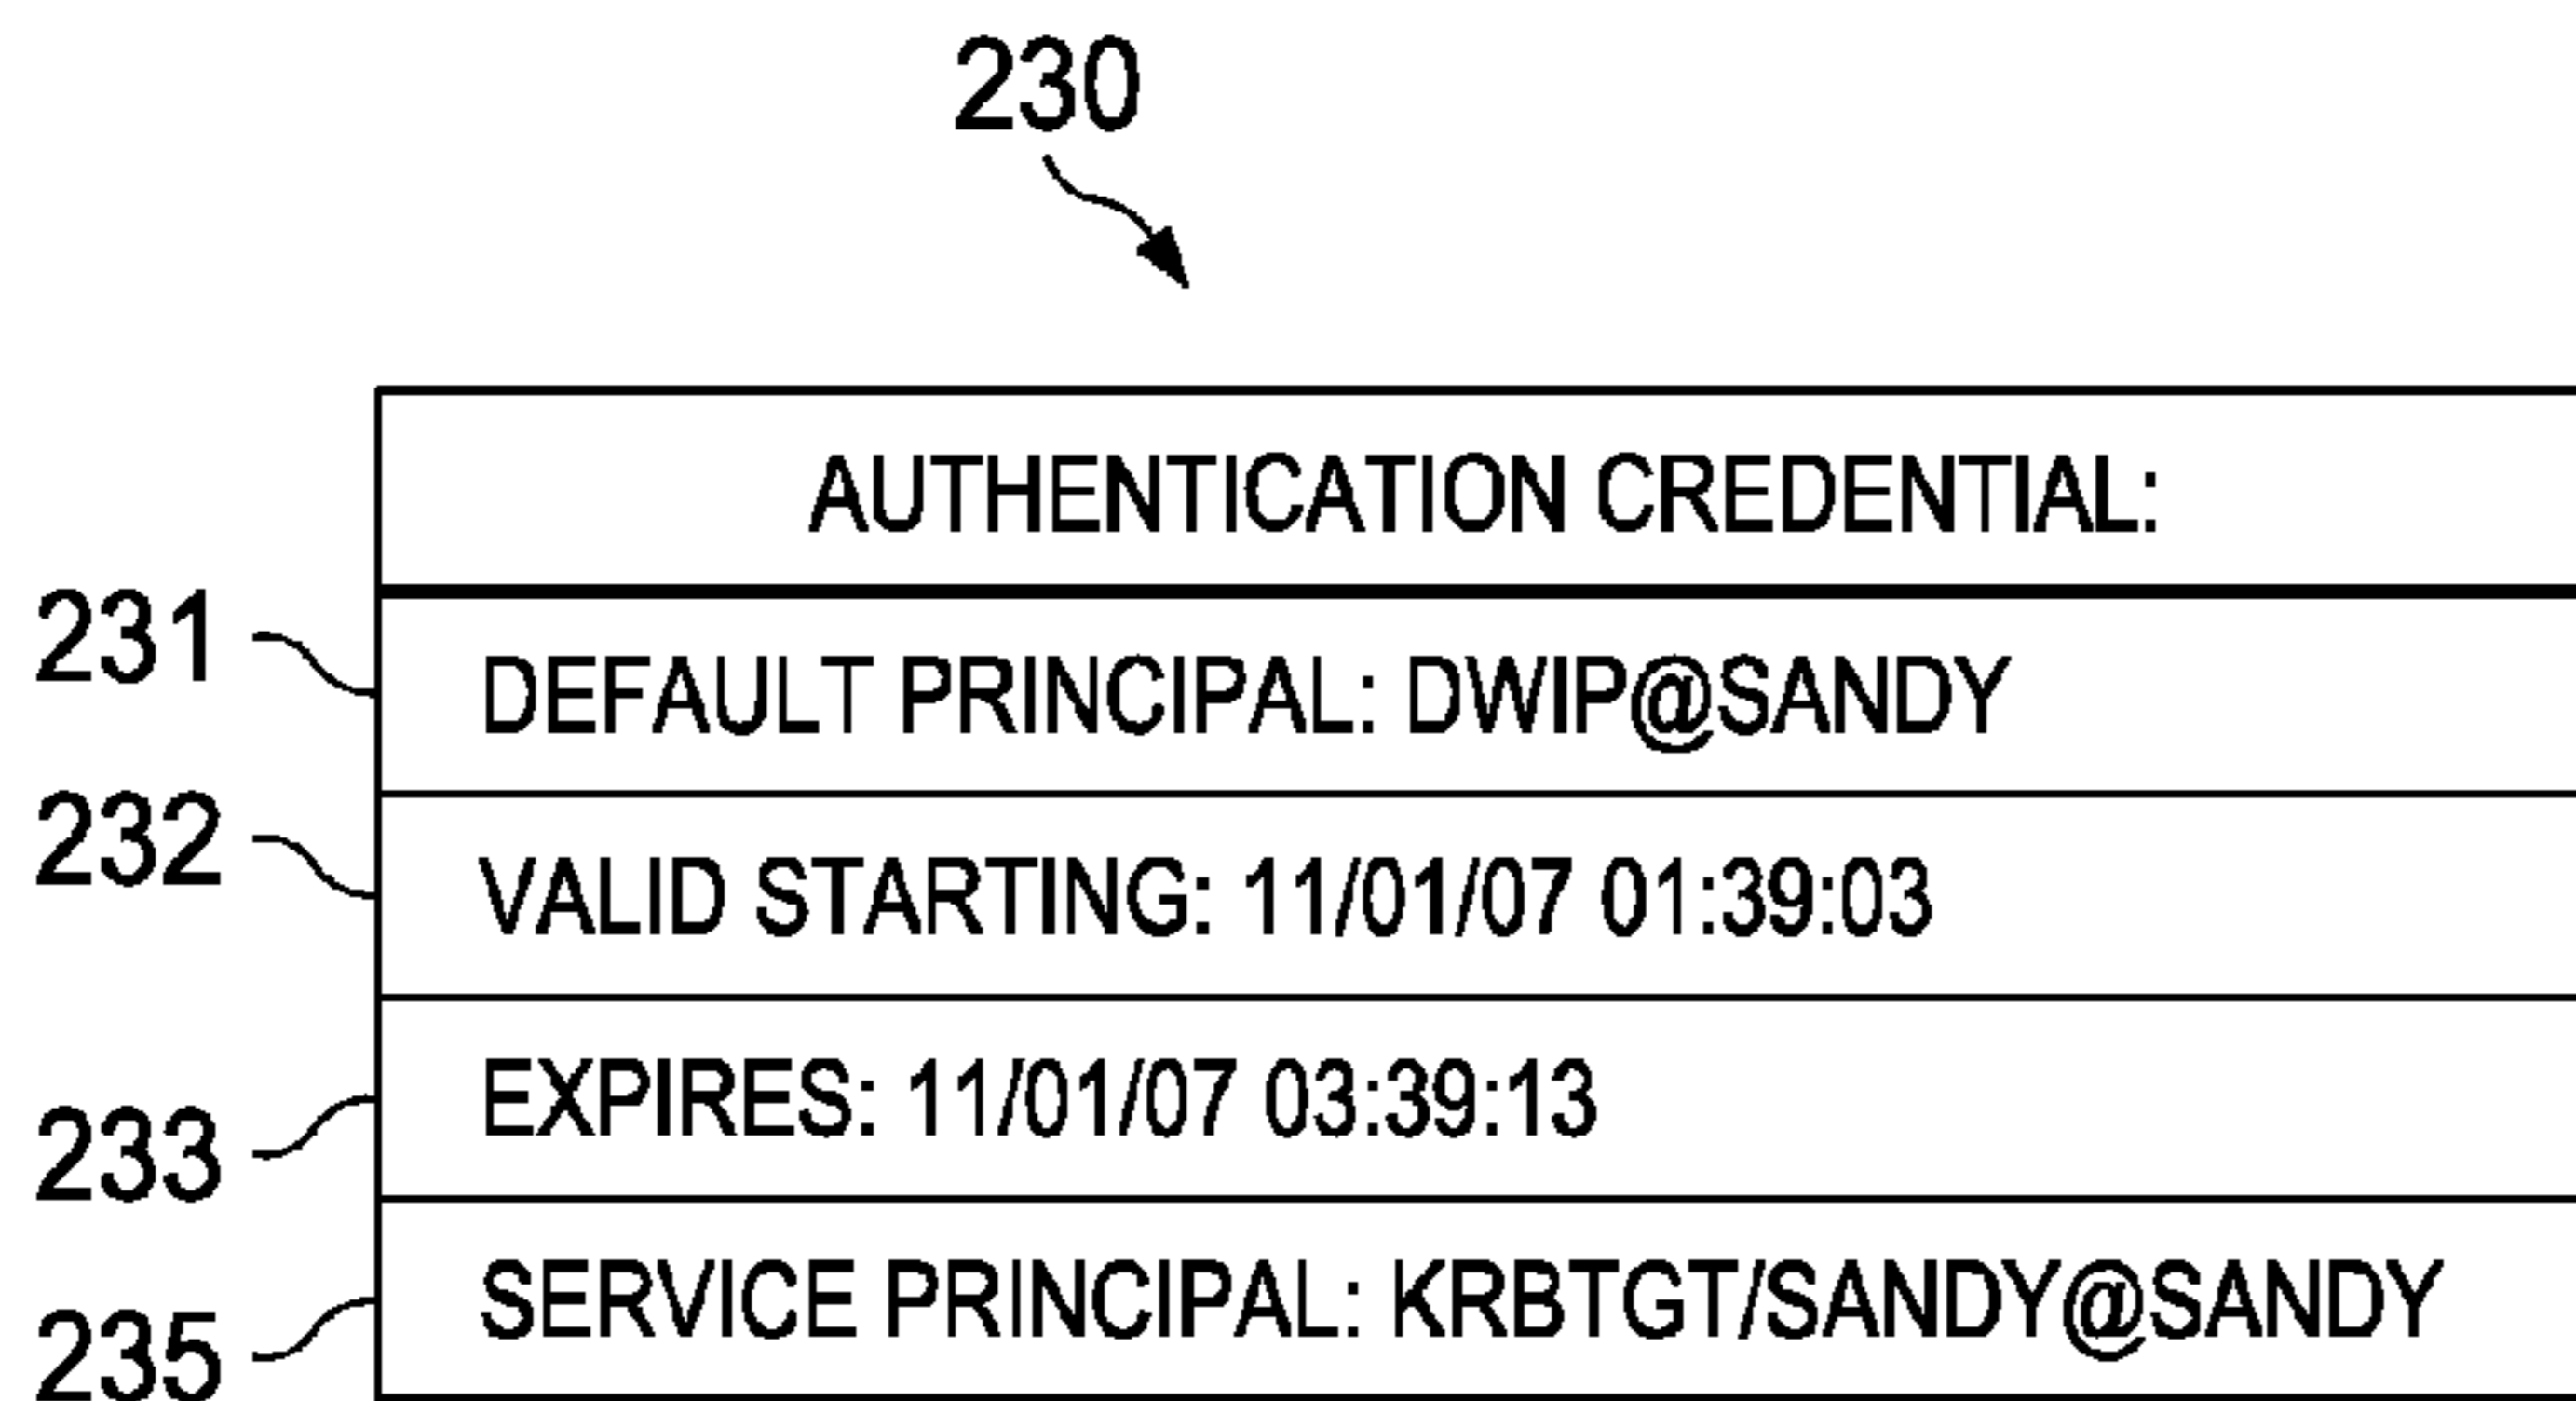 230
AUTHENTICATION CREDENTIAL:
231
DEFAULT PRINCIPAL: DWIP@SANDY
232
VALID STARTING: 11/01/07 01:39:03
233
EXPIRES: 11/01/07 03:39:13
235
SERVICE PRINCIPAL: KRBTGT/SANDY@SANDY